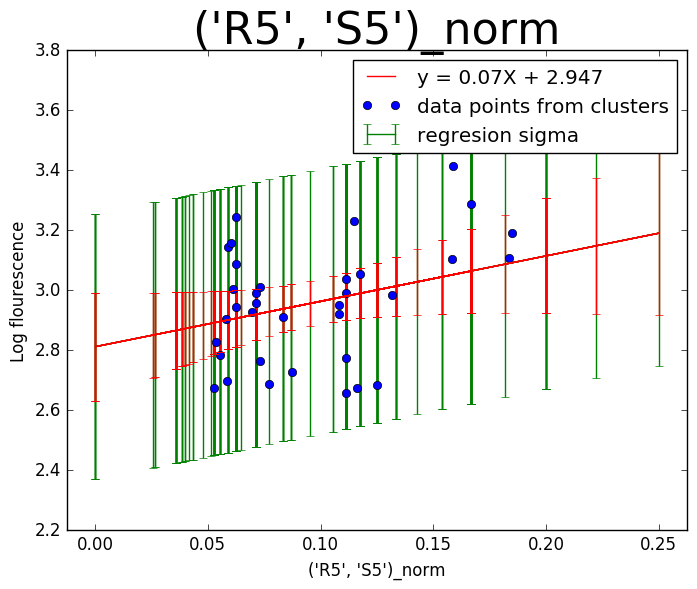 ('R5', 'S5')_norm
y = 0.07X + 2.947
data points from clusters
regresion sigma
3.8
3.6
3.4
3.2
3.0
2.8
2.6
2.4
2.2
Log flourescence
0.00 0.05 0.10 0.15 0.20 0.25
('R5', 'S5')_norm